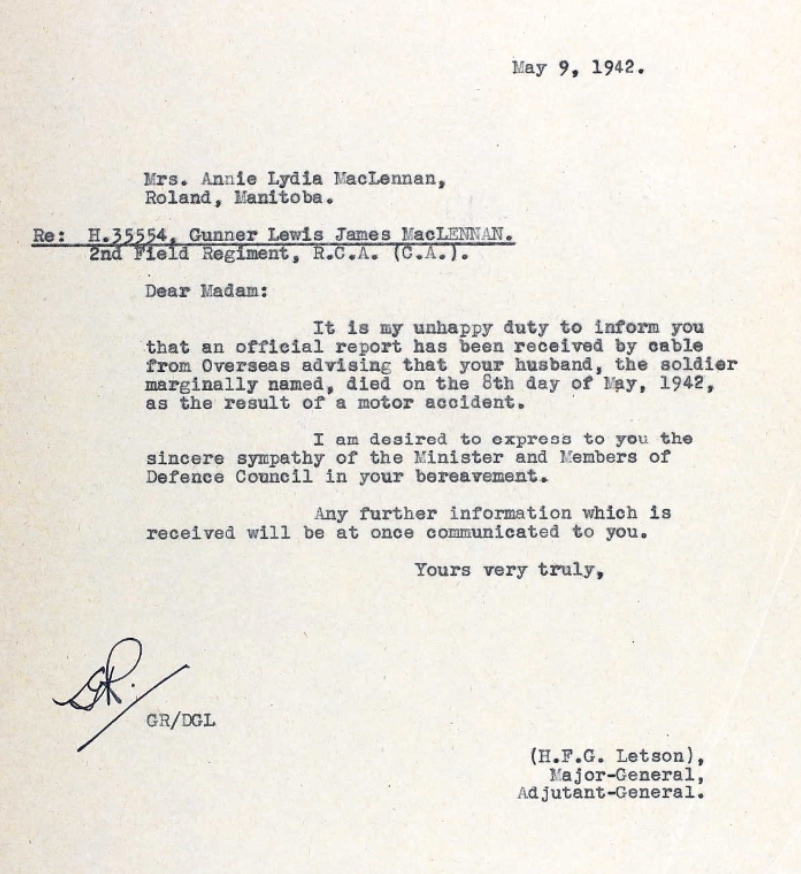 May 9, 1942.
Mrs. Annie Lydia MacLennan,
Roland, Manitoba.
Re: H.35554, Gunner Lewis James MacLENNAN.
2nd Field Regiment, R.C.A. (C.A.).
Dear Madam:
It is my unhappy duty to inform you
that an official report has been received by cable
from Overseas advising that your husband, the soldier
marginally named, died on the 8th day of May, 1942,
as the result of a motor accident.
I am desired to express to you the
sincere sympathy of the Minister and Members of
Defence Council in your bereavement.
Any further information which is
received will be at once communicated to you.
Yours very truly,
GR/DGL
(H.F.G. Letson),
Major-General,
Adjutant-General.